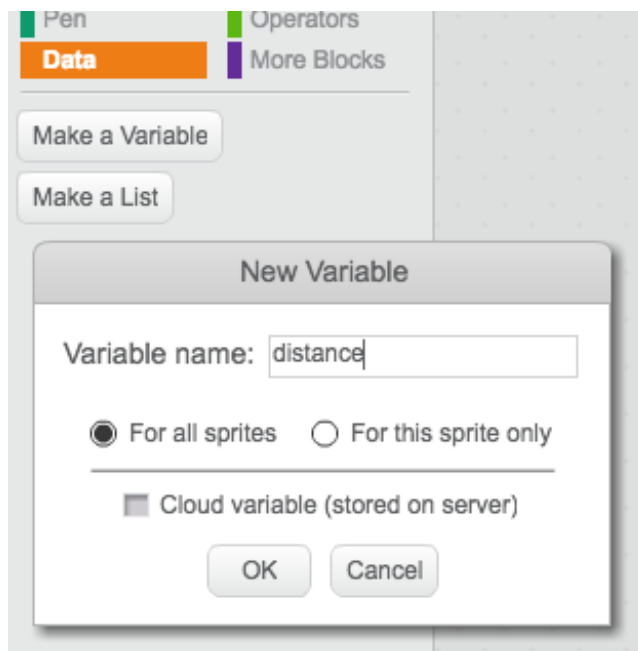 Pen Operators
Data More Blocks
Make a Variable
Make a List
New Variable
Variable name: distance
For all sprites For this sprite only
Cloud variable (stored on server)
OK Cancel